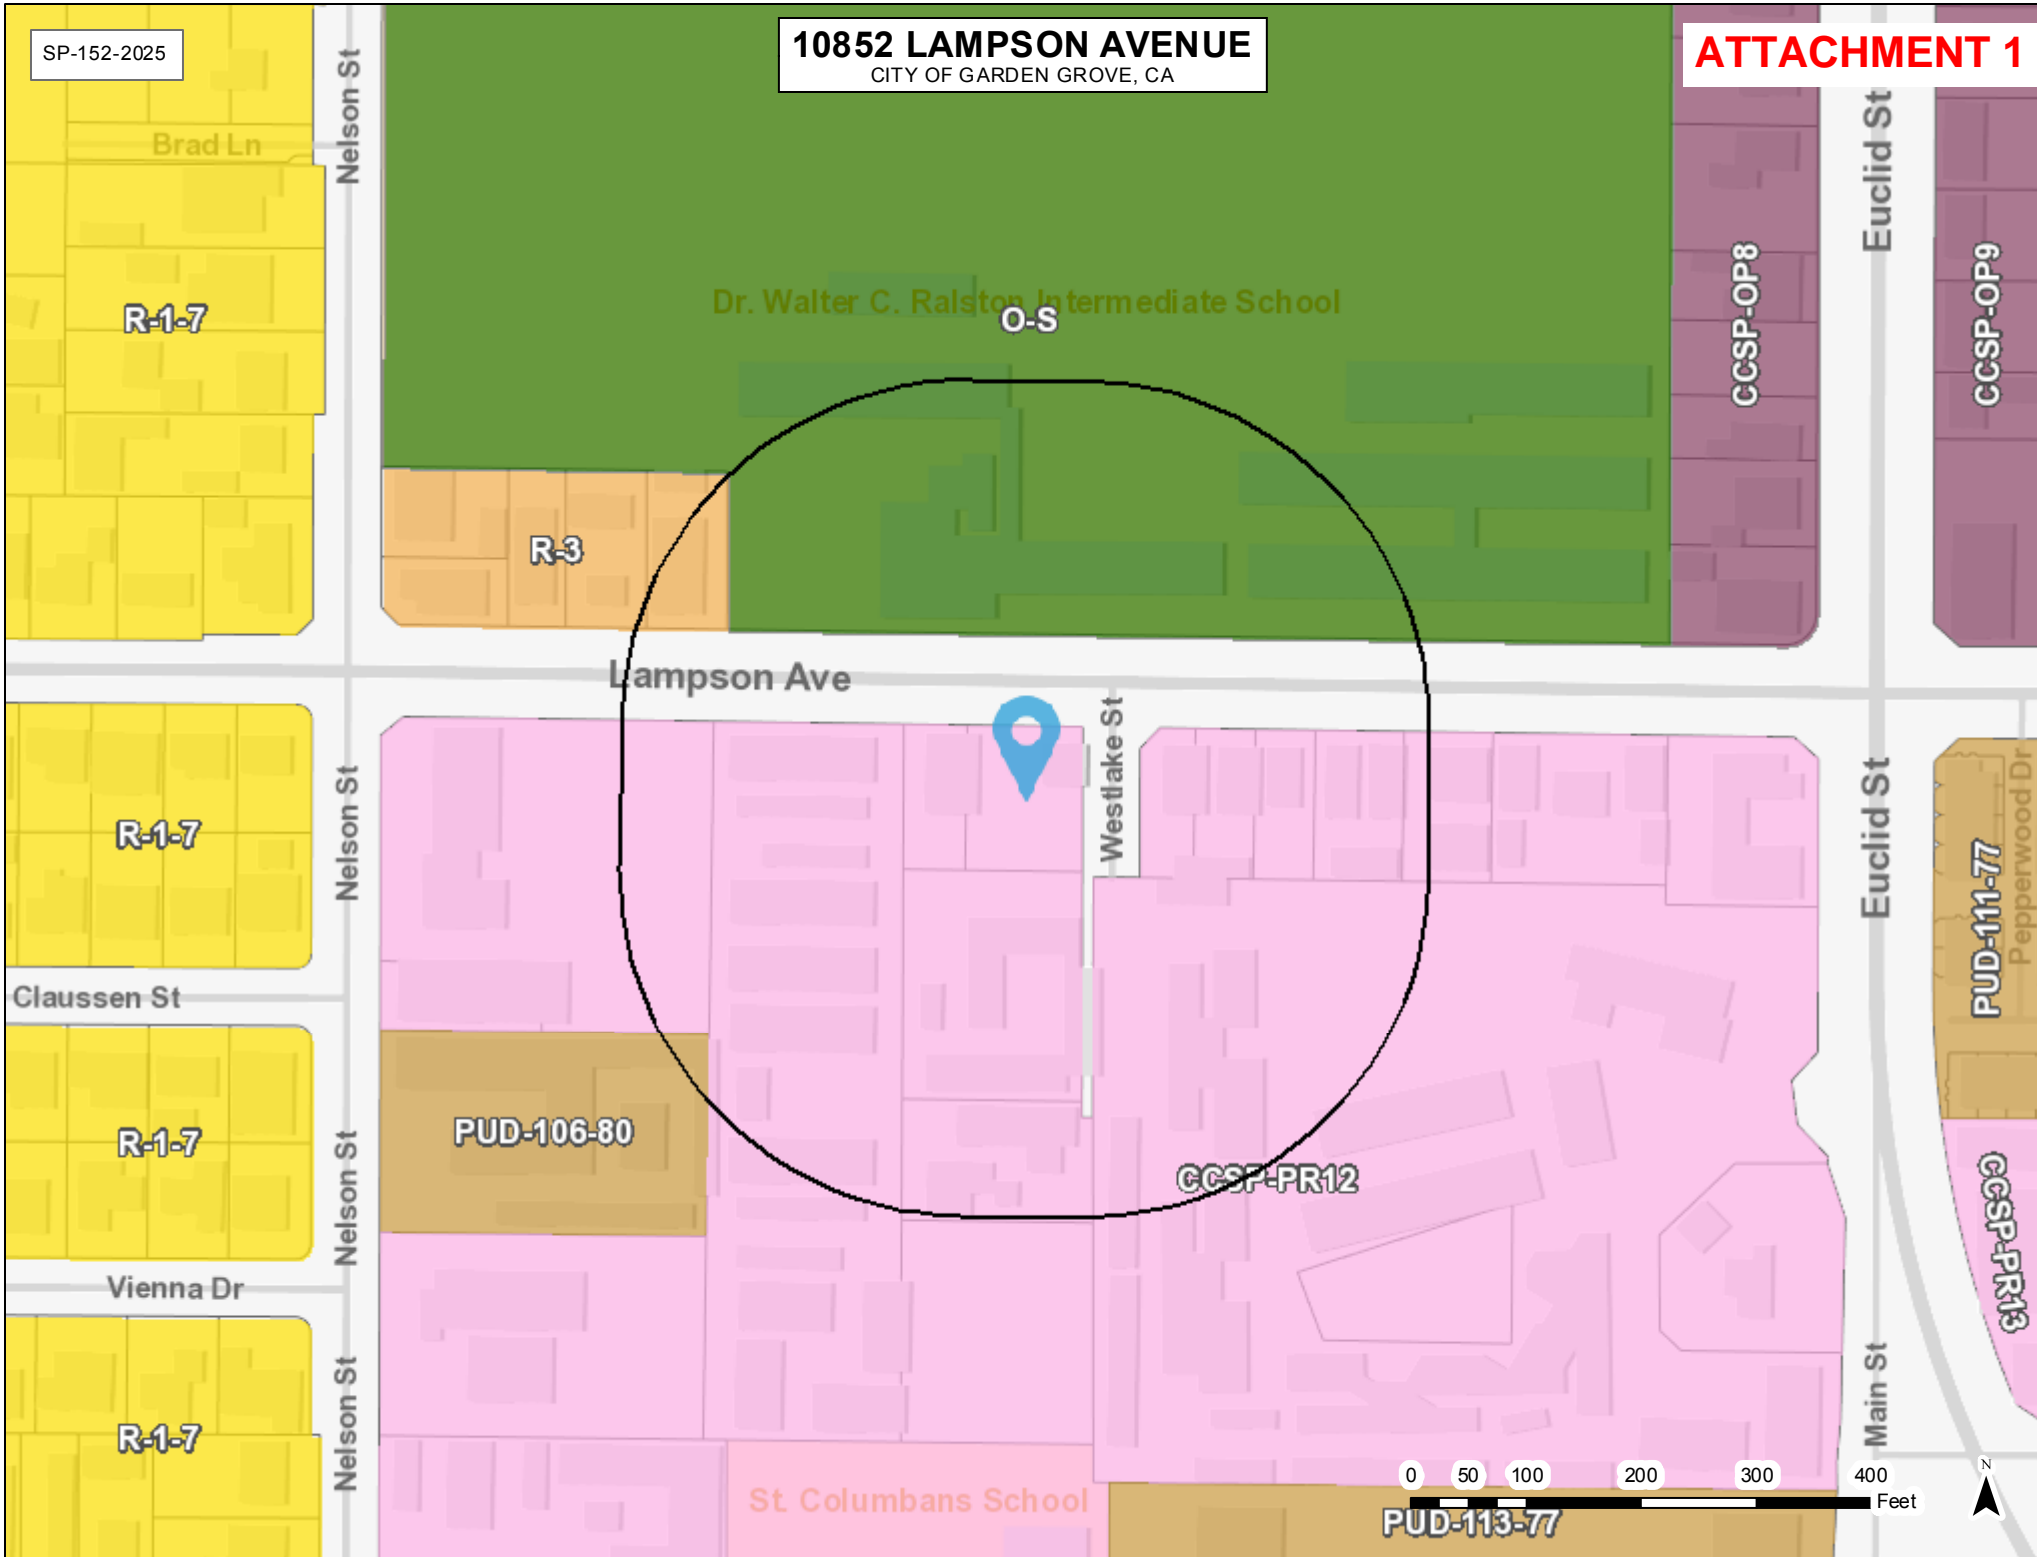 SP-152-2025
10852 LAMPSON AVENUE
CITY OF GARDEN GROVE, CA
ATTACHMENT 1
Nelson St
Brad Ln
Euclid St
R-1-7
Dr. Walter C. Ralston Intermediate School
O-S
CCSP-OP8
CCSP-OP9
R-3
Lampson Ave
Westlake St
Nelson St
R-1-7
Euclid St
Pepperwood Dr
PUD-111-77
Claussen St
R-1-7
PUD-106-80
Nelson St
CCSP-PR12
CCSP-PR13
Vienna Dr
R-1-7
Nelson St
Main St
St. Columbans School
0 50 100 200 300 400
Feet
N
PUD-113-77